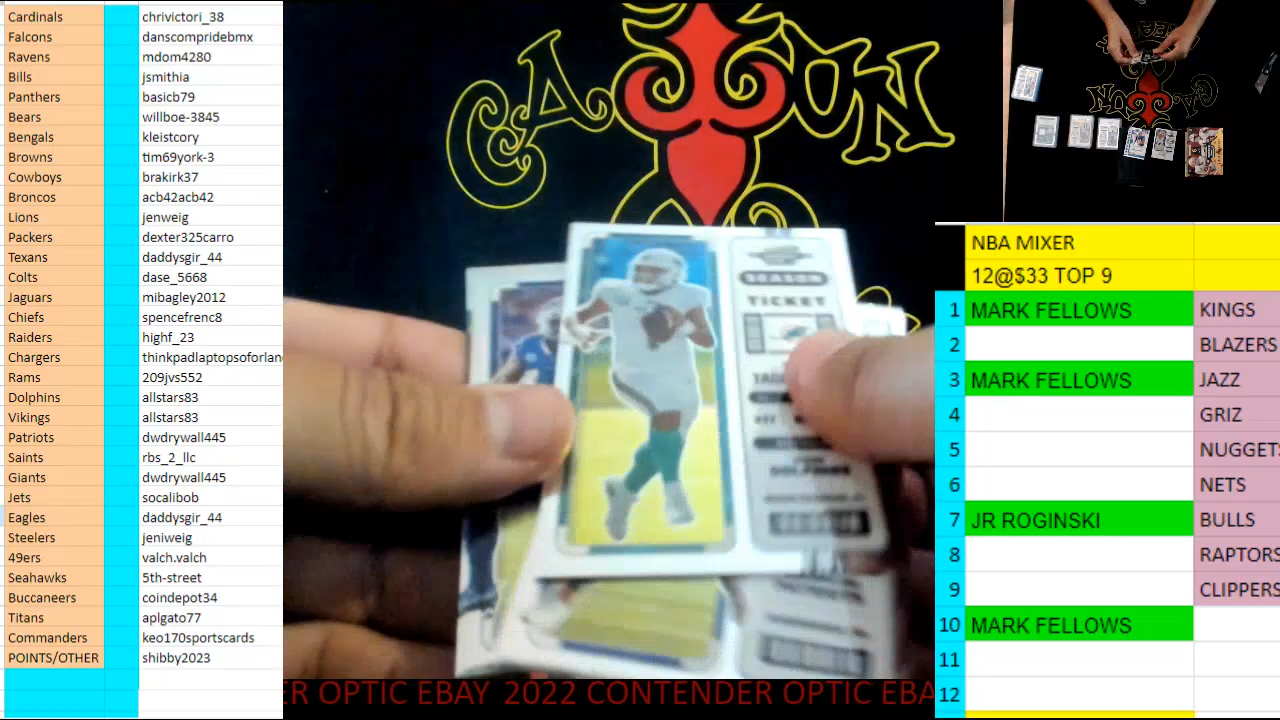 Cardinals chrivictori_38
Falcons danscompridebmx
Ravens mdom4280
Bills jsmithia
Panthers basicb79
Bears willboe-3845
Bengals kleistcory
Browns tim69york-3
Cowboys brakirk37
Broncos acb42acb42
Lions jenweig
Packers dexter325carro
Texans daddysgir_44
Colts dase_5668
Jaguars mibagley2012
Chiefs spencefrenc8
Raiders highf_23
Chargers thinkpadlaptopsoforlan
Rams 209jvs552
Dolphins allstars83
Vikings allstars83
Patriots dwdrywall445
Saints rbs_2_llc
Giants dwdrywall445
Jets socalibob
Eagles daddysgir_44
Steelers jeniweig
49ers valch.valch
Seahawks 5th-street
Buccaneers coindepot34
Titans aplgato77
Commanders keo170sportscards
POINTS/OTHER shibby2023
SEASON
TICKET
DOLPHINS
ER OPTIC EBAY 2022 CONTENDER OPTIC EBA
NBA MIXER
12@$33 TOP 9
1 MARK FELLOWS KINGS
2 BLAZERS
3 MARK FELLOWS JAZZ
4 GRIZ
5 NUGGETS
6 NETS
7 JR ROGINSKI BULLS
8 RAPTORS
9 CLIPPERS
10 MARK FELLOWS
11
12